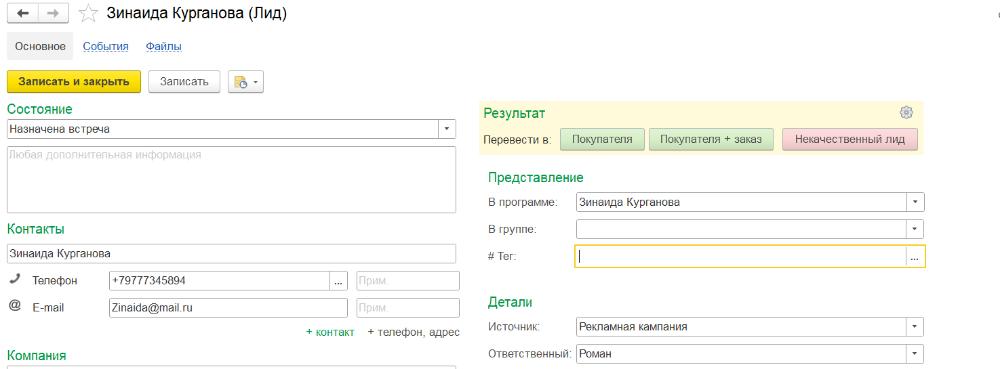 Зинаида Курганова (Лид)
Основное События Файлы
Записать и закрыть Записать
Состояние
Назначена встреча
Любая дополнительная информация
Контакты
Зинаида Курганова
Телефон +79777345894 ... Прим.
@ E-mail Zinaida@mail.ru Прим.
+ контакт + телефон, адрес
Компания
Результат
Перевести в: Покупателя Покупателя + заказ Некачественный лид
Представление
В программе: Зинаида Курганова
В группе:
# Тег: ...
Детали
Источник: Рекламная кампания
Ответственный: Роман